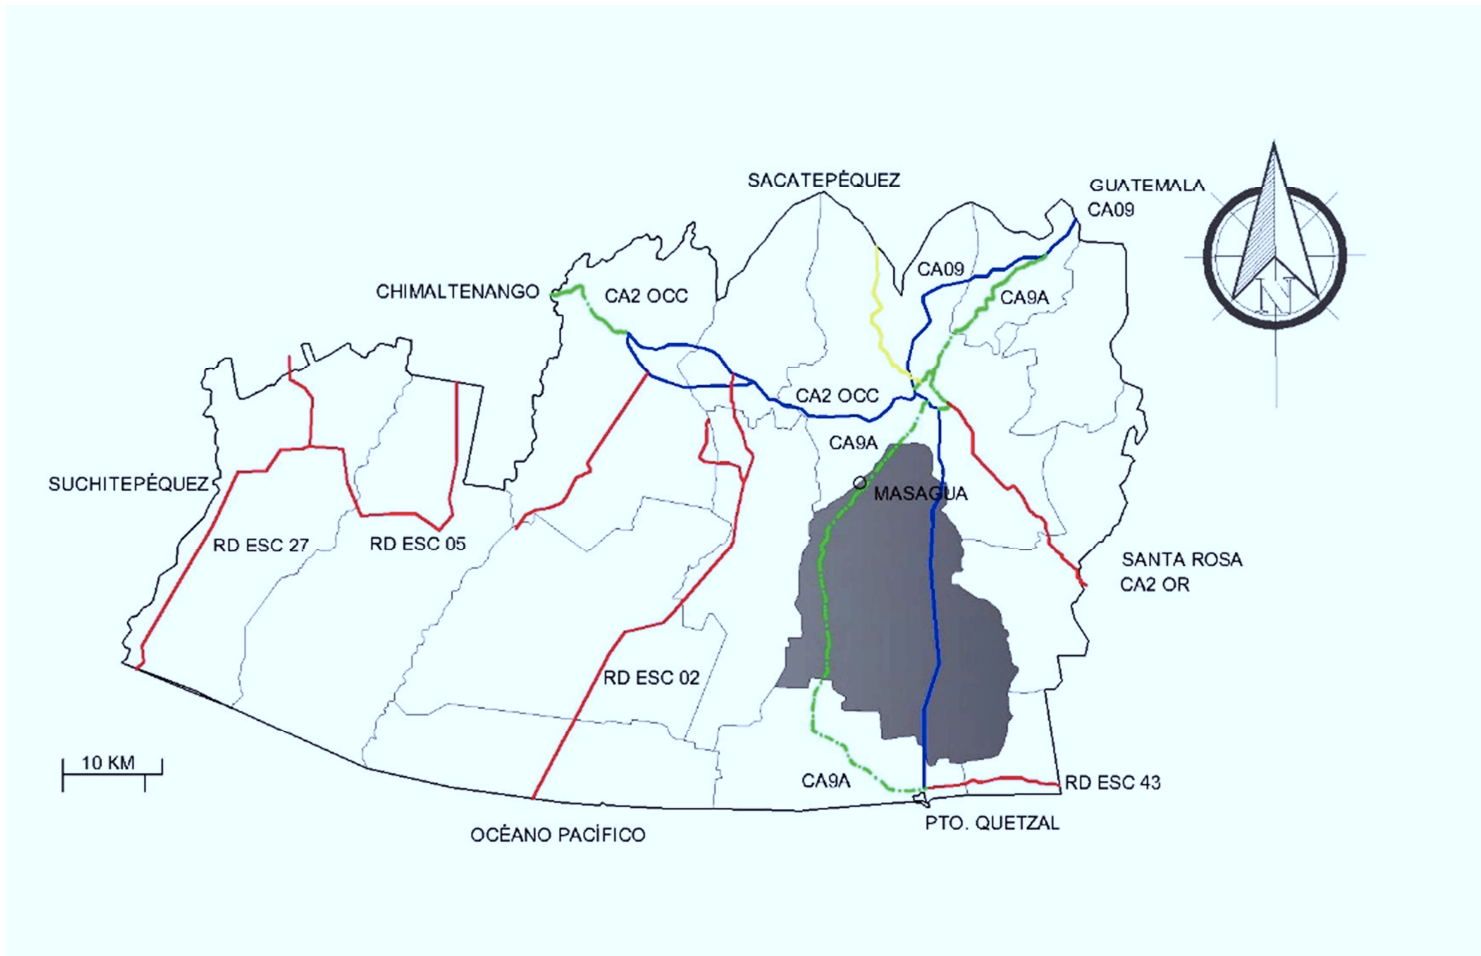 SACATEPÉQUEZ
GUATEMALA
CA09
CA09
CHIMALTENANGO
CA2 OCC
CA9A
N
CA2 OCC
CA9A
SUCHITEPÉQUEZ
MASAGUA
RD ESC 27
RD ESC 05
SANTA ROSA
CA2 OR
RD ESC 02
10 KM
CA9A
RD ESC 43
OCÉANO PACÍFICO
PTO. QUETZAL